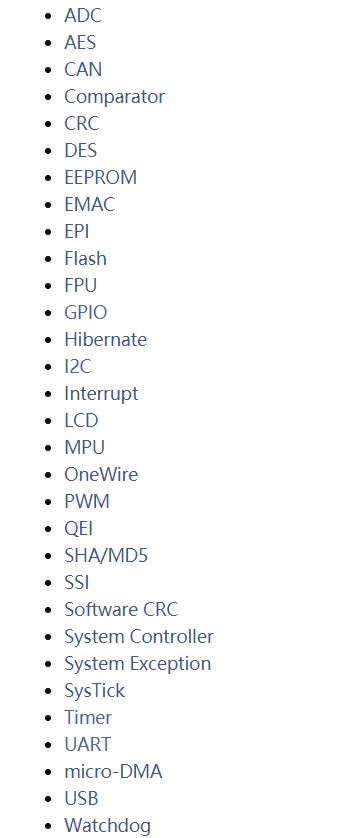 ADC
AES
CAN
Comparator
CRC
DES
EEPROM
EMAC
EPI
Flash
FPU
GPIO
Hibernate
I2C
Interrupt
LCD
MPU
OneWire
PWM
QEI
SHA/MD5
SSI
Software CRC
System Controller
System Exception
SysTick
Timer
UART
micro-DMA
USB
Watchdog